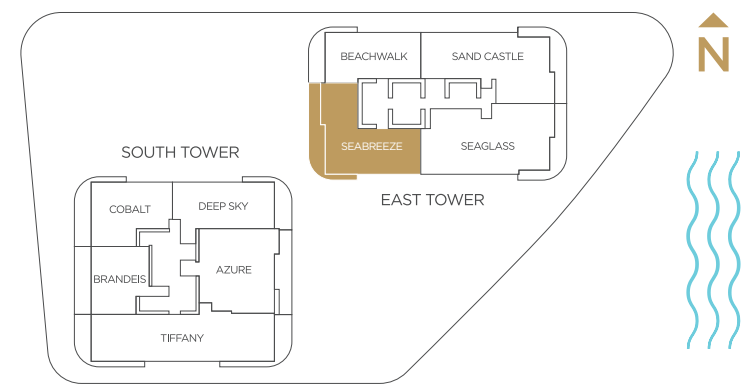 BEACHWALK
SAND CASTLE
N
SEABREEZE
SEAGLASS
SOUTH TOWER
EAST TOWER
COBALT
DEEP SKY
BRANDEIS
AZURE
TIFFANY